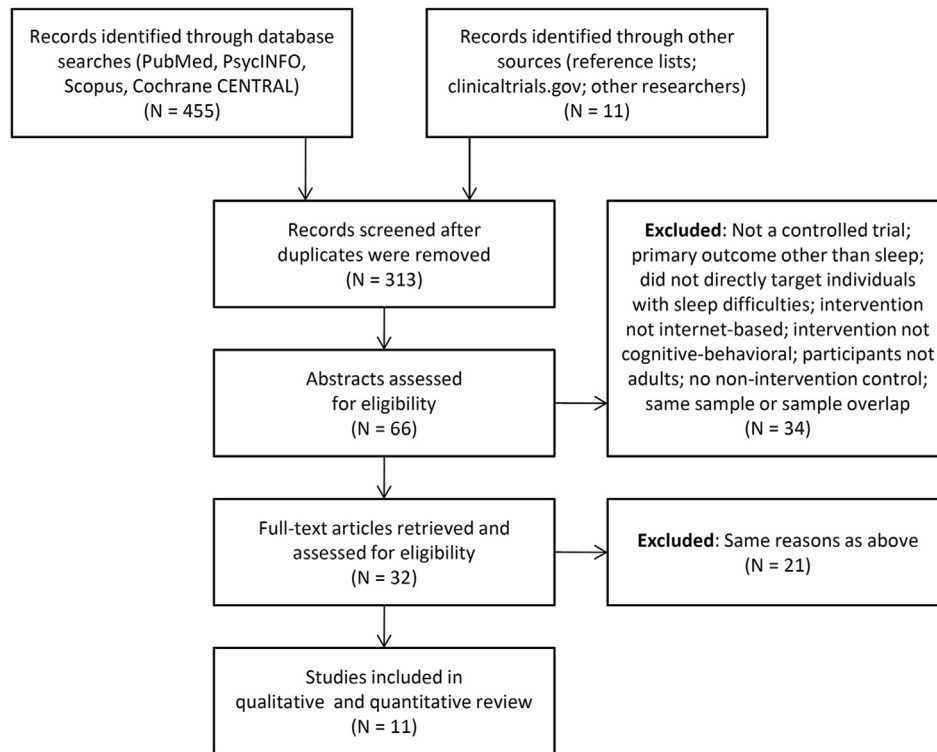 Records identified through database
searches (PubMed, PsycINFO,
Scopus, Cochrane CENTRAL)
(N = 455)
Records identified through other
sources (reference lists;
clinicaltrials.gov; other researchers)
(N = 11)
Records screened after
duplicates were removed
(N = 313)
Excluded: Not a controlled trial;
primary outcome other than sleep;
did not directly target individuals
with sleep difficulties; intervention
not internet-based; intervention not
cognitive-behavioral; participants not
adults; no non-intervention control;
same sample or sample overlap
(N = 34)
Abstracts assessed
for eligibility
(N = 66)
Full-text articles retrieved and
assessed for eligibility
(N = 32)
Excluded: Same reasons as above
(N = 21)
Studies included in
qualitative and quantitative review
(N = 11)